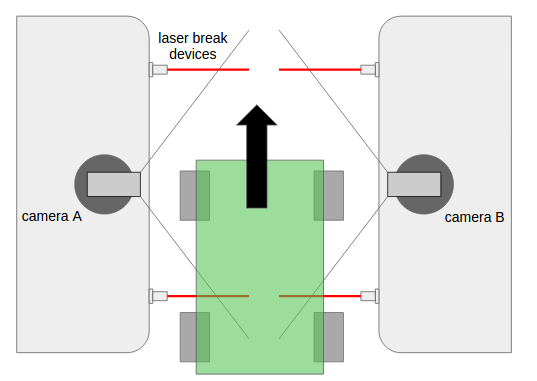 laser break
devices
camera A
camera B